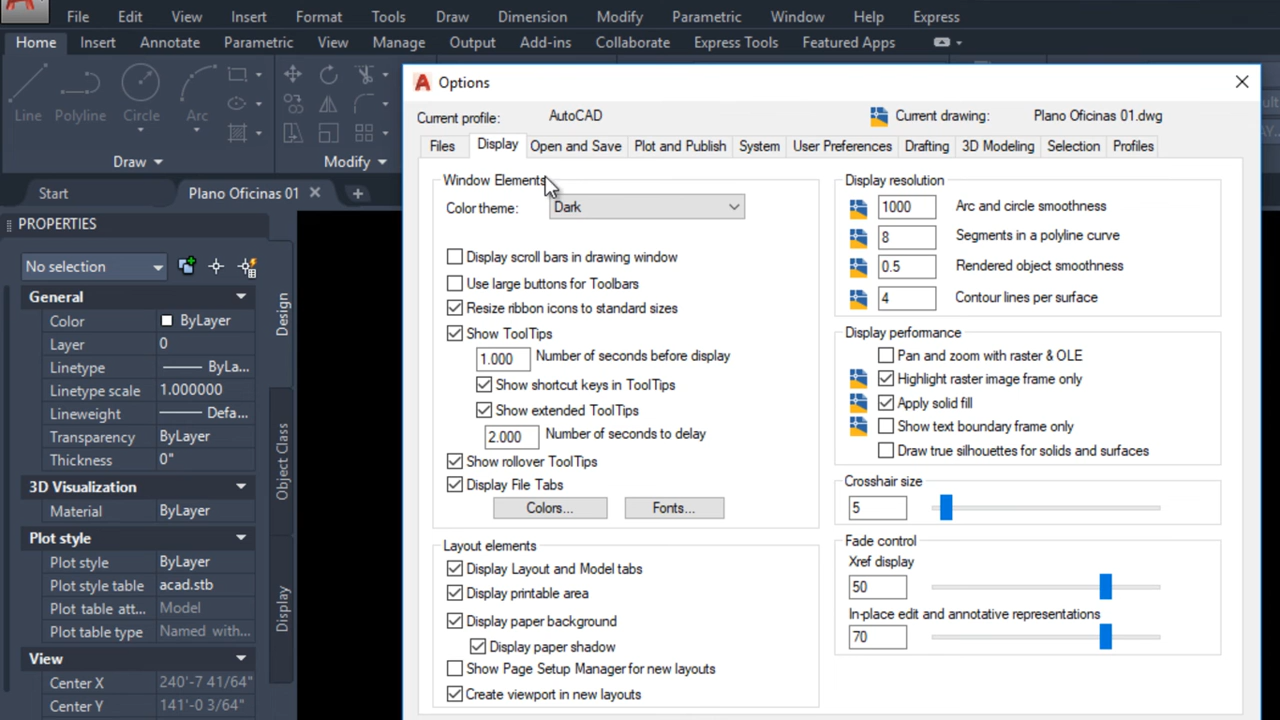 File Edit View Insert Format Tools Draw Dimension Modify Parametric Window Help Express
Home Insert Annotate Parametric View Manage Output Add-ins Collaborate Express Tools Featured Apps
Line Polyline Circle Arc
Draw Modify
Start Plano Oficinas 01
PROPERTIES
No selection
General
Color ByLayer
Layer 0
Linetype ByLa...
Linetype scale 1.000000
Lineweight Defa...
Transparency ByLayer
Thickness 0"
3D Visualization
Material ByLayer
Plot style
Plot style ByLayer
Plot style table acad.stb
Plot table att... Model
Plot table type Named with...
View
Center X 240'-7 41/64"
Center Y 141'-0 3/64"
Design
Object Class
Display
Options
Current profile: AutoCAD Current drawing: Plano Oficinas 01.dwg
Files Display Open and Save Plot and Publish System User Preferences Drafting 3D Modeling Selection Profiles
Window Elements
Color theme: Dark
Display scroll bars in drawing window
Use large buttons for Toolbars
Resize ribbon icons to standard sizes
Show ToolTips
1.000 Number of seconds before display
Show shortcut keys in ToolTips
Show extended ToolTips
2.000 Number of seconds to delay
Show rollover ToolTips
Display File Tabs
Colors... Fonts...
Layout elements
Display Layout and Model tabs
Display printable area
Display paper background
Display paper shadow
Show Page Setup Manager for new layouts
Create viewport in new layouts
Display resolution
1000 Arc and circle smoothness
8 Segments in a polyline curve
0.5 Rendered object smoothness
4 Contour lines per surface
Display performance
Pan and zoom with raster & OLE
Highlight raster image frame only
Apply solid fill
Show text boundary frame only
Draw true silhouettes for solids and surfaces
Crosshair size
5
Fade control
Xref display
50
In-place edit and annotative representations
70